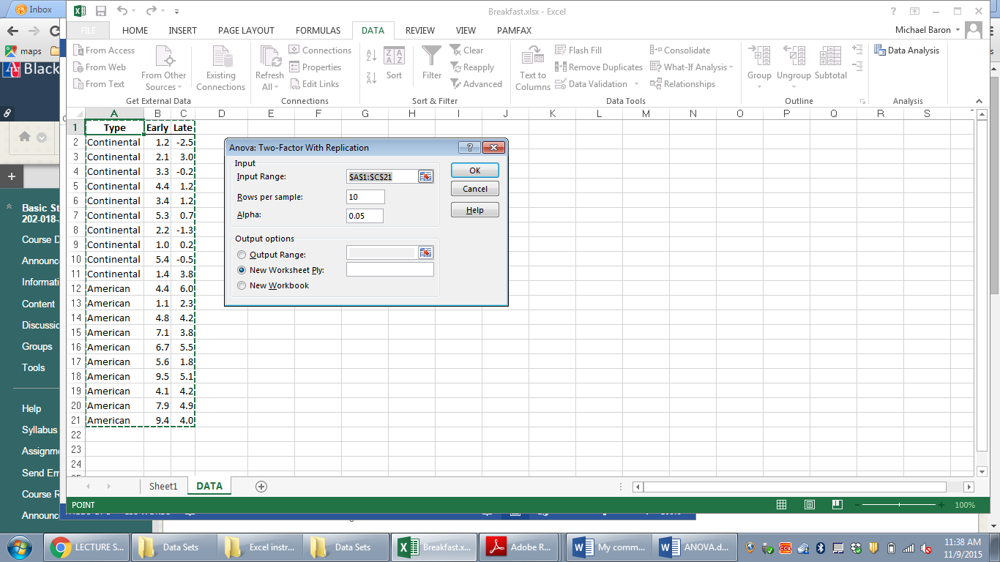 Inbox
Breakfast.xlsx - Excel
FILE HOME INSERT PAGE LAYOUT FORMULAS DATA REVIEW VIEW PAMFAX
Michael Baron
maps
Black
From Access
From Web
From Text
From Other Sources
Existing Connections
Get External Data
Refresh All
Connections
Properties
Edit Links
Connections
Sort
Filter
Clear
Reapply
Advanced
Sort & Filter
Text to Columns
Flash Fill
Remove Duplicates
Data Validation
Consolidate
What-If Analysis
Relationships
Data Tools
Group
Ungroup
Subtotal
Outline
Data Analysis
Analysis
A B C D E F G H I J K L M N O P Q R S
1 Type Early Late
2 Continental 1.2 -2.5
3 Continental 2.1 3.0
4 Continental 3.3 -0.2
5 Continental 4.4 1.2
6 Continental 3.4 1.2
7 Continental 5.3 0.7
8 Continental 2.2 -1.3
9 Continental 1.0 0.2
10 Continental 5.4 -0.5
11 Continental 1.4 3.8
12 American 4.4 6.0
13 American 1.1 2.3
14 American 4.8 4.2
15 American 7.1 3.8
16 American 6.7 5.5
17 American 5.6 1.8
18 American 9.5 5.1
19 American 4.1 4.2
20 American 7.9 4.9
21 American 9.4 4.0
22
23
24
Anova: Two-Factor With Replication
Input
Input Range: $A$1:$C$21
Rows per sample: 10
Alpha: 0.05
OK
Cancel
Help
Output options
Output Range:
New Worksheet Ply:
New Workbook
Basic St
202-018-
Course D
Announc
Informati
Content
Discussic
Groups
Tools
Help
Syllabus
Assignme
Send Em
Course R
Announc
Sheet1 DATA
POINT
100%
LECTURE S...
Data Sets
Excel instr...
Data Sets
Breakfast.x...
Adobe R...
My comm...
ANOVA.d...
11:38 AM
11/9/2015